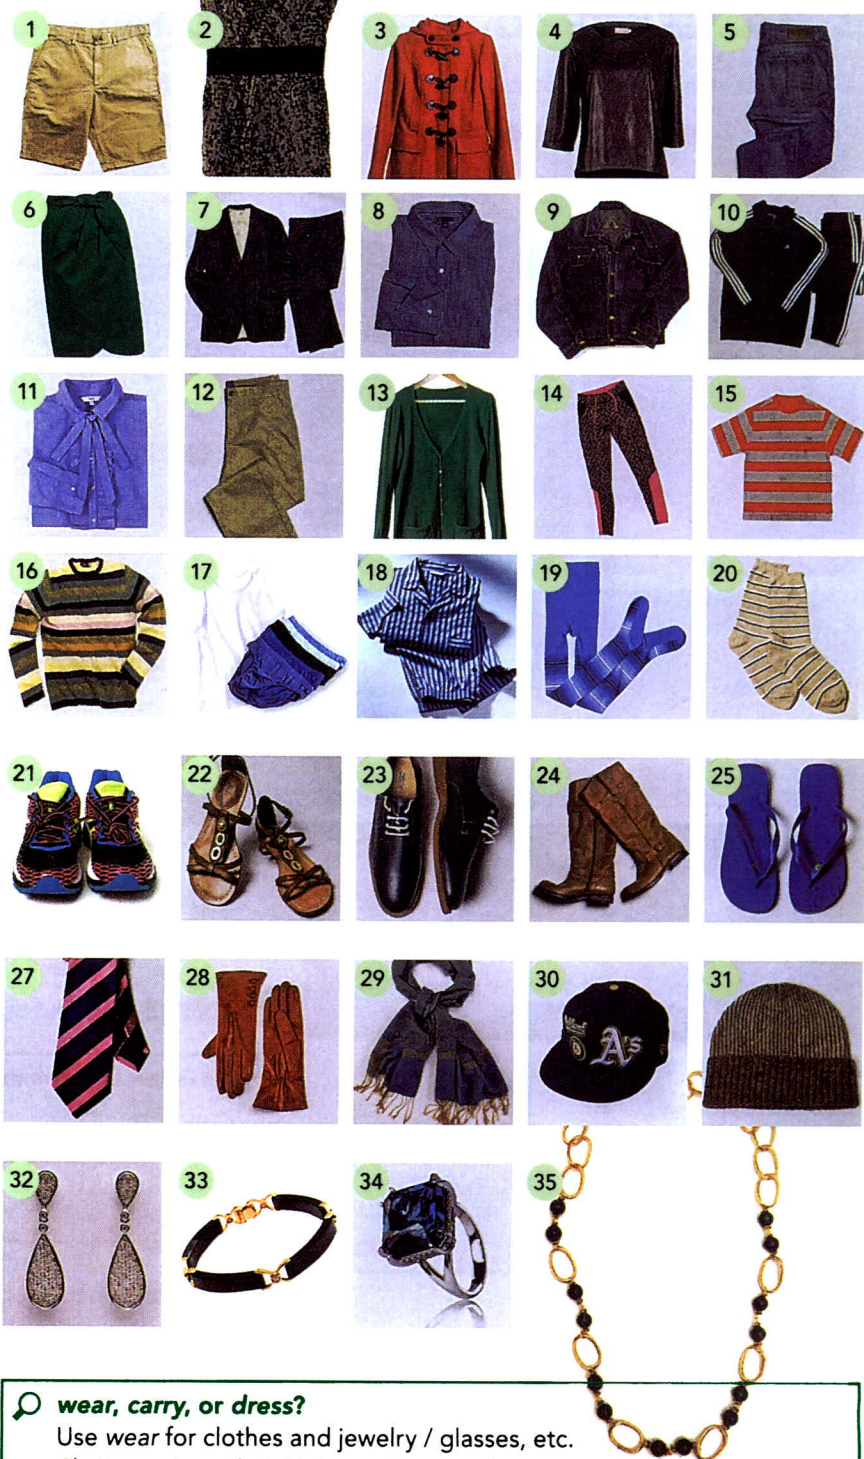 1 2 3 4 5
6 7 8 9 10
11 12 13 14 15
16 17 18 19 20
21 22 23 24 25
27 28 29 30 31
A's
32 33 34 35
wear, carry, or dress?
Use wear for clothes and jewelry / glasses, etc.